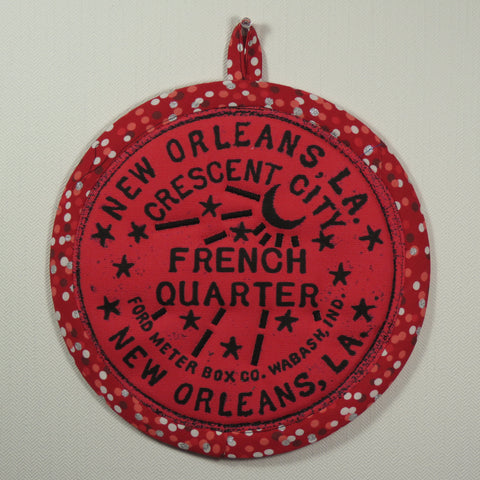 NEW ORLEANS, LA.
CRESCENT CITY
FRENCH
QUARTER
FORD METER BOX CO. WABASH, IND.
NEW ORLEANS, LA.